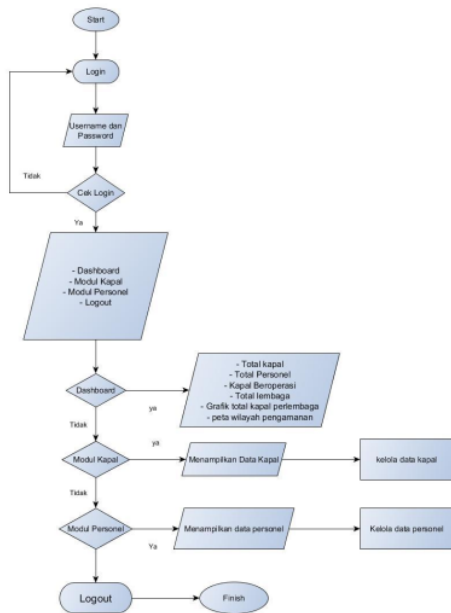 Start
Login
Username dan
Password
Tidak
Cek Login
Ya
- Dashboard
- Modul Kapal
- Modul Personel
- Logout
Dashboard
ya
- Total kapal
- Total Personel
- Kapal Beroperasi
- Total lembaga
- Grafik total kapal perlembaga
- peta wilayah pengamanan
Tidak
Modul Kapal
ya
Menampilkan Data Kapal
kelola data kapal
Tidak
Modul Personel
Ya
Menampilkan data personel
Kelola data personel
Logout
Finish